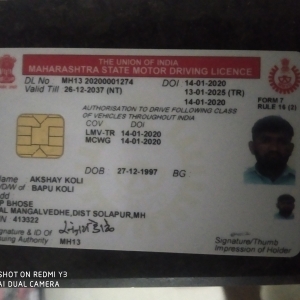 THE UNION OF INDIA
MAHARASHTRA STATE MOTOR DRIVING LICENCE
DL No MH13 20200001274 DOI 14-01-2020
Valid Till 26-12-2037 (NT) 13-01-2025 (TR)
14-01-2020
FORM 7
RULE 16 (2)
AUTHORISATION TO DRIVE FOLLOWING CLASS
OF VEHICLES THROUGHOUT INDIA
COV DOI
LMV-TR 14-01-2020
MCWG 14-01-2020
DOB 27-12-1997 BG
AKSHAY KOLI
/D/W of BAPU KOLI
P BHOSE
AL MANGALVEDHE, DIST SOLAPUR, MH
413322
Signature & ID Of
Issuing Authority MH13
Signature/Thumb
Impression of Holder
SHOT ON REDMI Y3
AI DUAL CAMERA